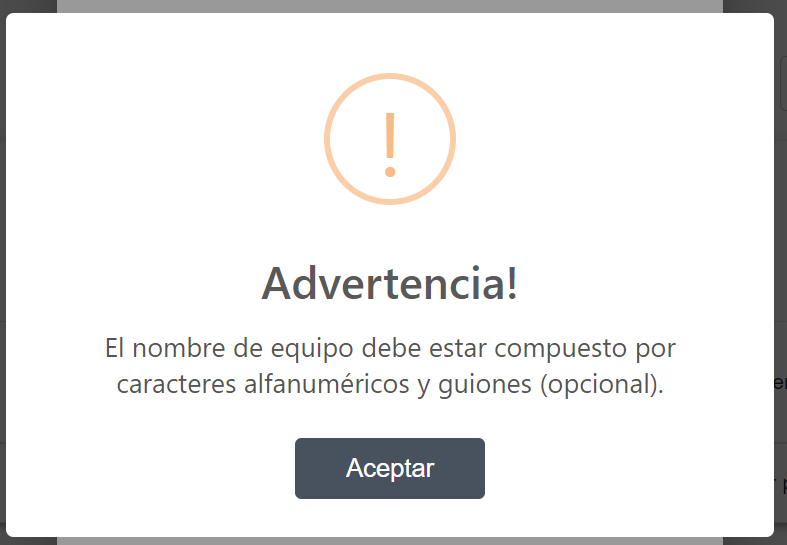 !
Advertencia!
El nombre de equipo debe estar compuesto por
caracteres alfanuméricos y guiones (opcional).
Aceptar